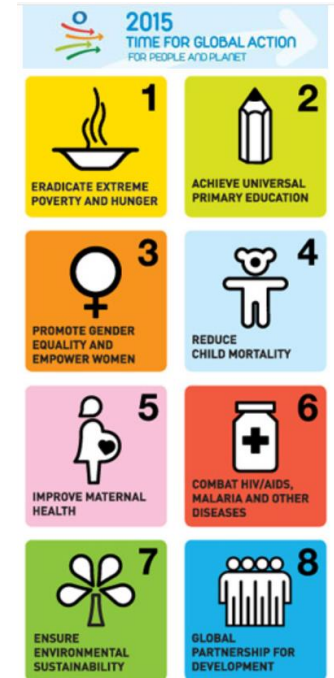 2015
TIME FOR GLOBAL ACTION
FOR PEOPLE AND PLANET
1
ERADICATE EXTREME
POVERTY AND HUNGER
2
ACHIEVE UNIVERSAL
PRIMARY EDUCATION
3
PROMOTE GENDER
EQUALITY AND
EMPOWER WOMEN
4
REDUCE
CHILD MORTALITY
5
IMPROVE MATERNAL
HEALTH
6
COMBAT HIV/AIDS,
MALARIA AND OTHER
DISEASES
7
ENSURE
ENVIRONMENTAL
SUSTAINABILITY
8
GLOBAL
PARTNERSHIP FOR
DEVELOPMENT